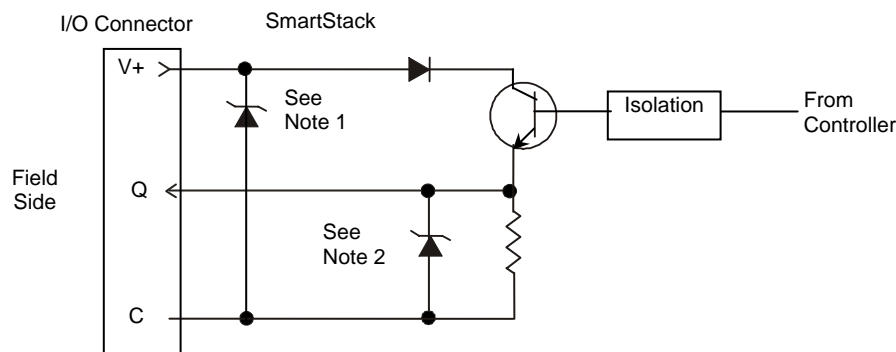 I/O Connector
SmartStack
V+
See
Note 1
Isolation
From
Controller
Field
Side
Q
See
Note 2
C